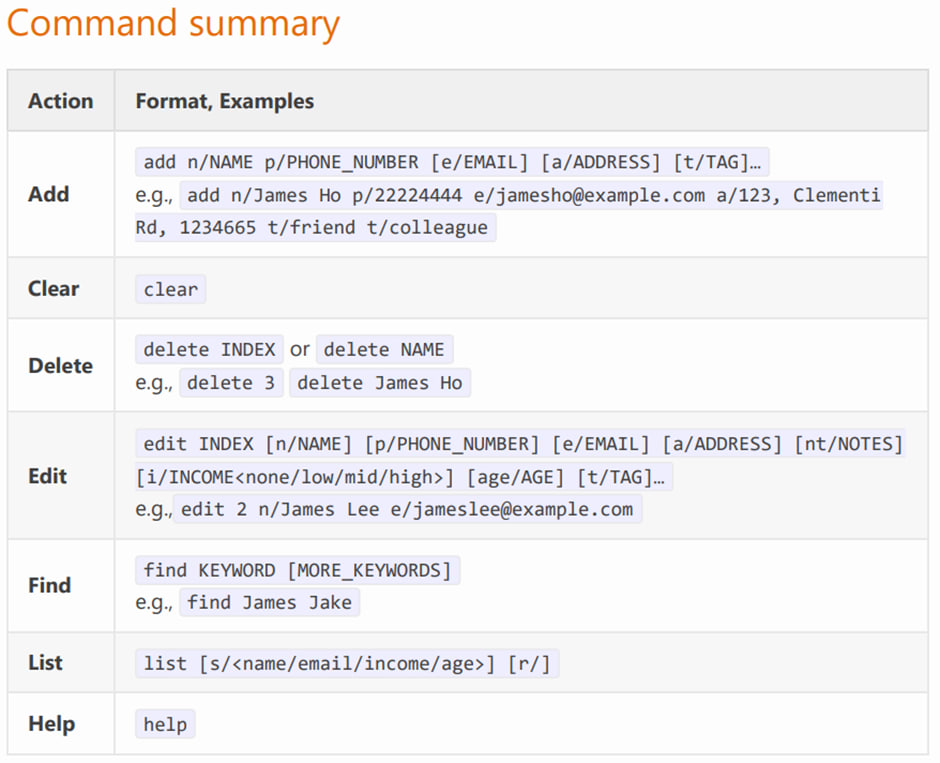 Command summary
Action Format, Examples
Add
add n/NAME p/PHONE_NUMBER [e/EMAIL] [a/ADDRESS] [t/TAG]…
e.g., add n/James Ho p/22224444 e/jamesho@example.com a/123, Clementi
Rd, 1234665 t/friend t/colleague
Clear clear
Delete
delete INDEX or delete NAME
e.g., delete 3 delete James Ho
Edit
edit INDEX [n/NAME] [p/PHONE_NUMBER] [e/EMAIL] [a/ADDRESS] [nt/NOTES]
[i/INCOME<none/low/mid/high>] [age/AGE] [t/TAG]…
e.g., edit 2 n/James Lee e/jameslee@example.com
Find
find KEYWORD [MORE_KEYWORDS]
e.g., find James Jake
List list [s/<name/email/income/age>] [r/]
Help help